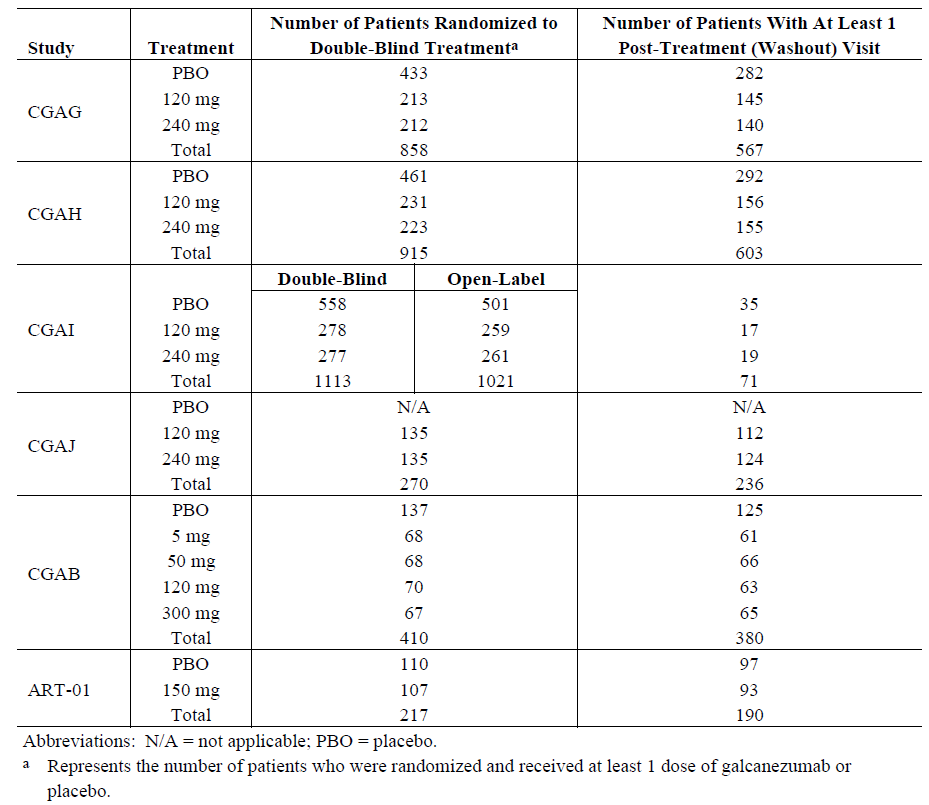 Study Treatment Number of Patients Randomized to Double-Blind Treatmentᵃ Number of Patients With At Least 1 Post-Treatment (Washout) Visit
CGAG
PBO 433 282
120 mg 213 145
240 mg 212 140
Total 858 567
CGAH
PBO 461 292
120 mg 231 156
240 mg 223 155
Total 915 603
CGAI
Double-Blind Open-Label
PBO 558 501 35
120 mg 278 259 17
240 mg 277 261 19
Total 1113 1021 71
CGAJ
PBO N/A N/A
120 mg 135 112
240 mg 135 124
Total 270 236
CGAB
PBO 137 125
5 mg 68 61
50 mg 68 66
120 mg 70 63
300 mg 67 65
Total 410 380
ART-01
PBO 110 97
150 mg 107 93
Total 217 190
Abbreviations: N/A = not applicable; PBO = placebo.
ᵃ Represents the number of patients who were randomized and received at least 1 dose of galcanezumab or
placebo.